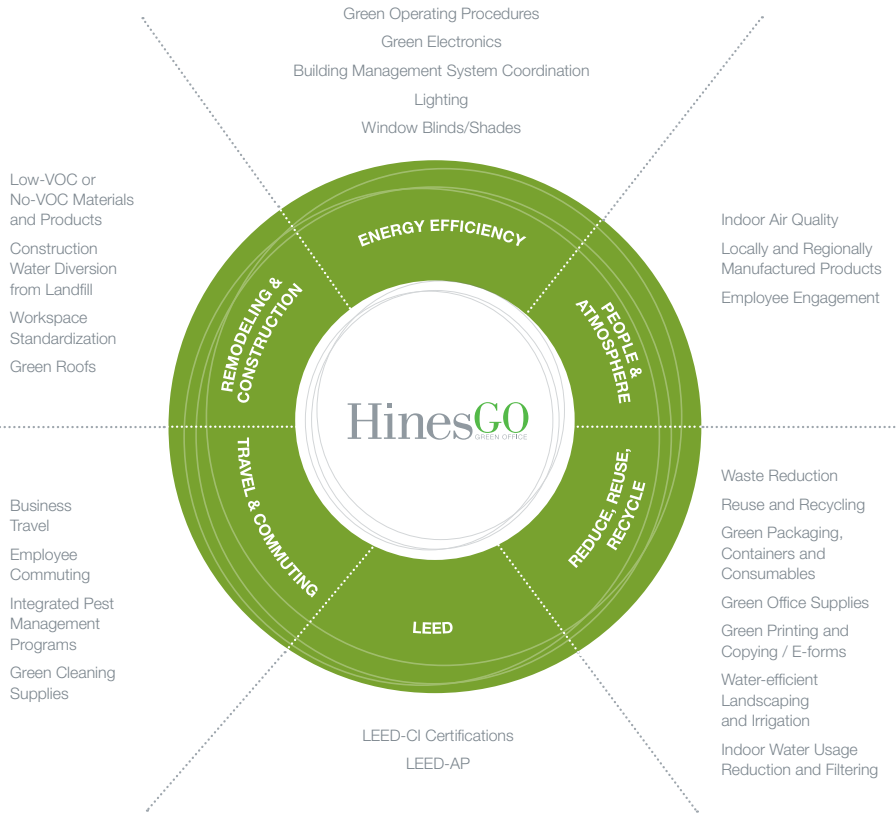 Green Operating Procedures
Green Electronics
Building Management System Coordination
Lighting
Window Blinds/Shades
ENERGY EFFICIENCY
Indoor Air Quality
Locally and Regionally
Manufactured Products
Employee Engagement
PEOPLE &
ATMOSPHERE
Waste Reduction
Reuse and Recycling
Green Packaging,
Containers and
Consumables
Green Office Supplies
Green Printing and
Copying / E-forms
Water-efficient
Landscaping
and Irrigation
Indoor Water Usage
Reduction and Filtering
REDUCE, REUSE,
RECYCLE
LEED
LEED-CI Certifications
LEED-AP
TRAVEL & COMMUTING
Business
Travel
Employee
Commuting
Integrated Pest
Management
Programs
Green Cleaning
Supplies
REMODELING &
CONSTRUCTION
Low-VOC or
No-VOC Materials
and Products
Construction
Water Diversion
from Landfill
Workspace
Standardization
Green Roofs
HinesGO
GREEN OFFICE